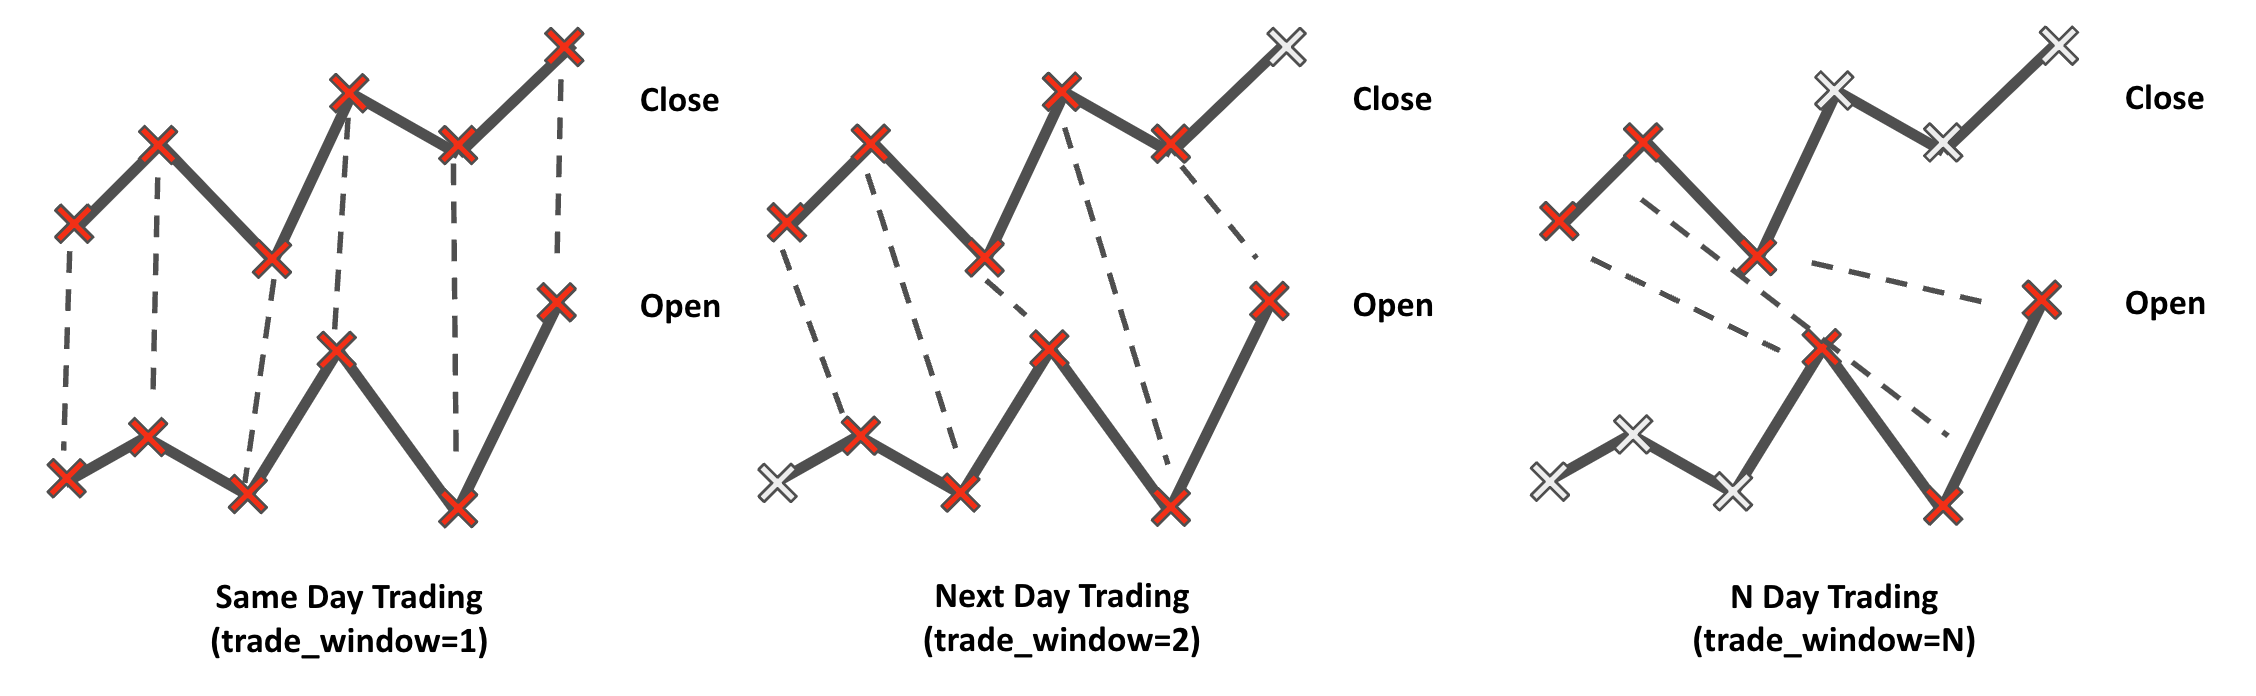 Close
Open
Same Day Trading
(trade_window=1)
Close
Open
Next Day Trading
(trade_window=2)
Close
Open
N Day Trading
(trade_window=N)